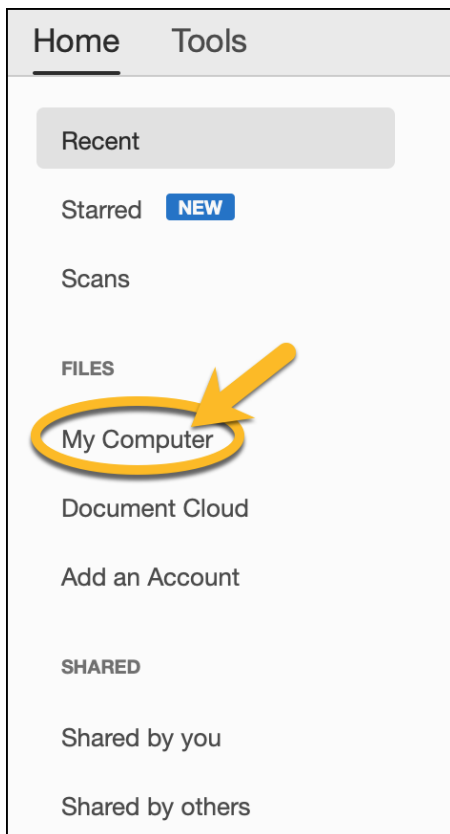 Home Tools
Recent
Starred NEW
Scans
FILES
My Computer
Document Cloud
Add an Account
SHARED
Shared by you
Shared by others